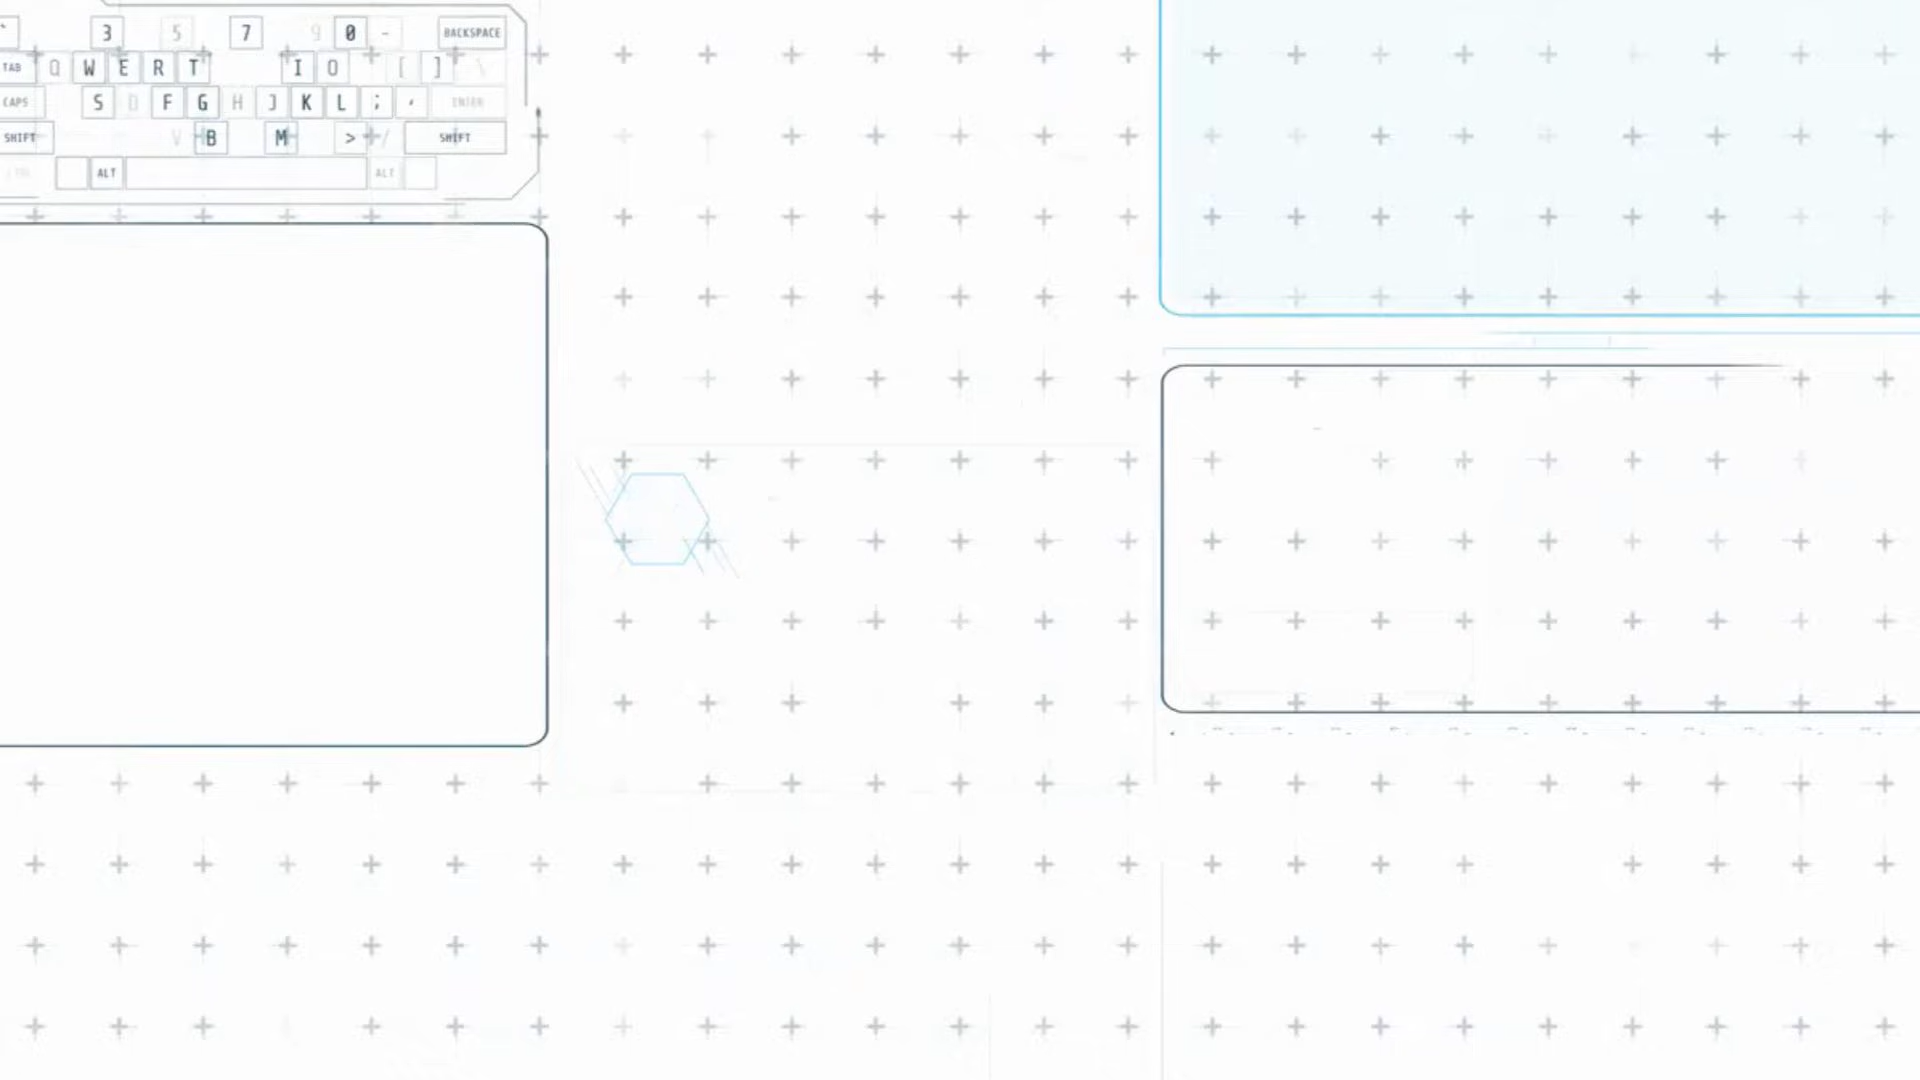 ` 3 5 7 9 0 - BACKSPACE
TAB Q W E R T I O [ ] \
CAPS S D F G H J K L ; , ENTER
SHIFT V B M > / SHIFT
ALT ALT